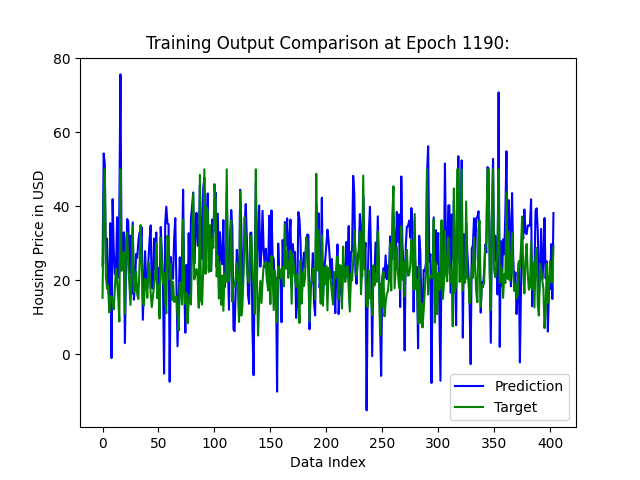 Training Output Comparison at Epoch 1190:
80
60
40
20
0
Housing Price in USD
0 50 100 150 200 250 300 350 400
Data Index
Prediction
Target